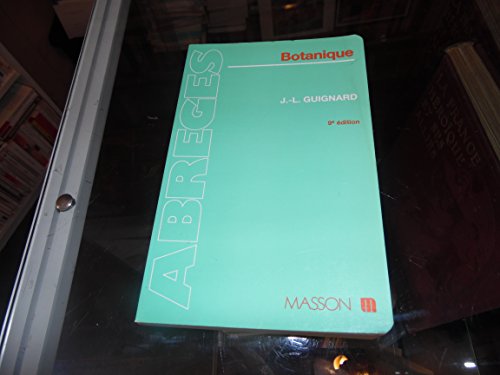 Botanique
J.-L. GUIGNARD
9e édition
ABREGES
MASSON